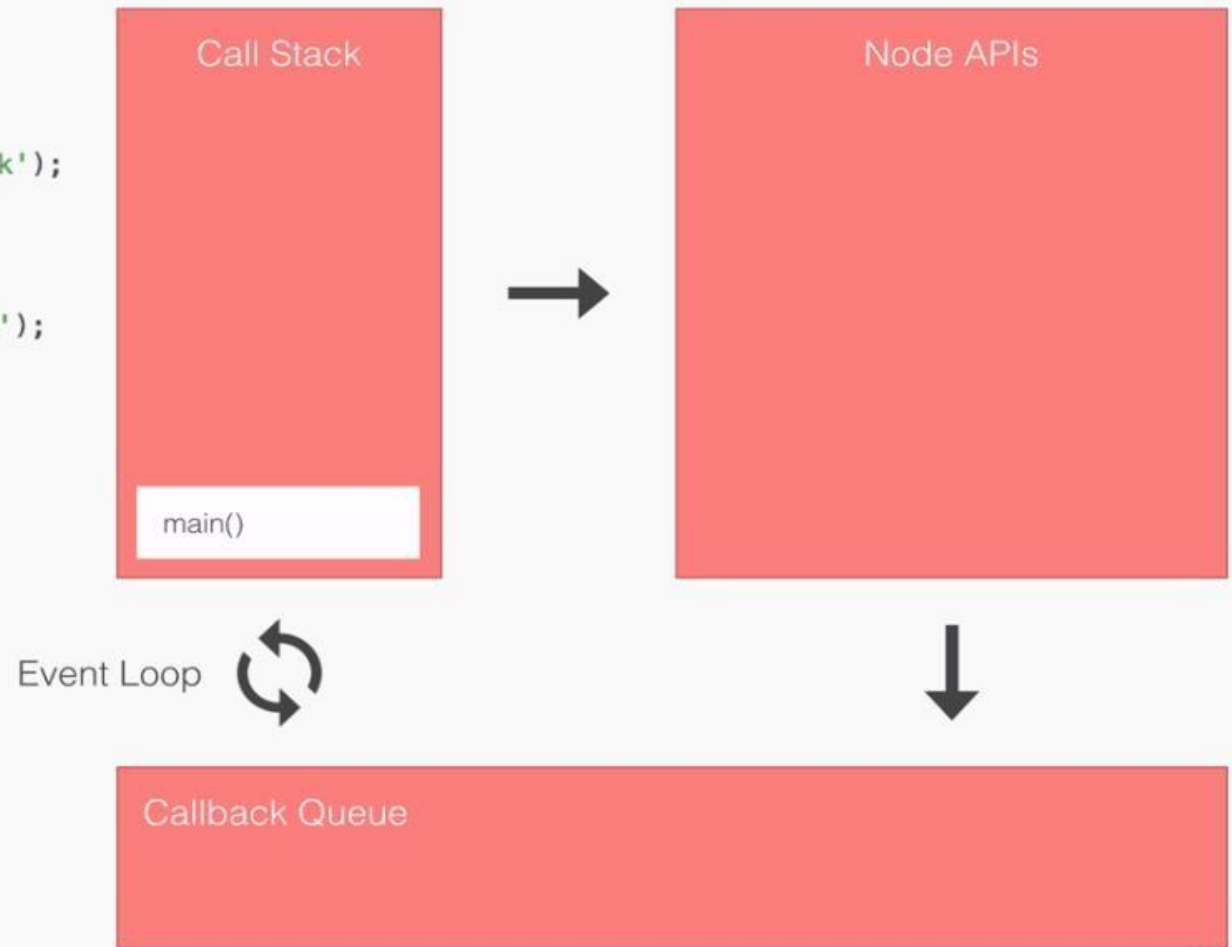 Call Stack
Node APIs
k');
');
main()
Event Loop
Callback Queue